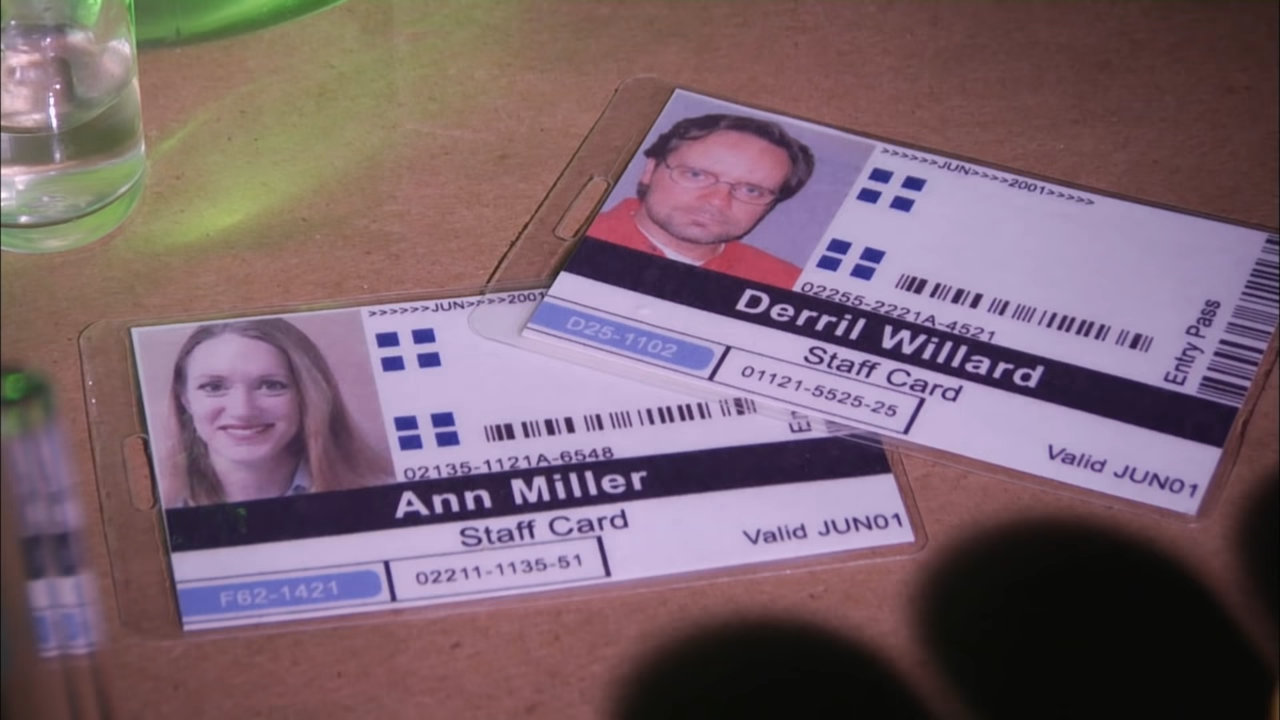 >>>>>>JUN>>>>2001>>>>>
02255-2221A-4521
Entry Pass
Derril Willard
Staff Card
D25-1102
01121-5525-25
Valid JUN01
>>>>>>JUN>>>>2001
02135-1121A-6548
En
Ann Miller
Staff Card
Valid JUN01
F62-1421
02211-1135-51